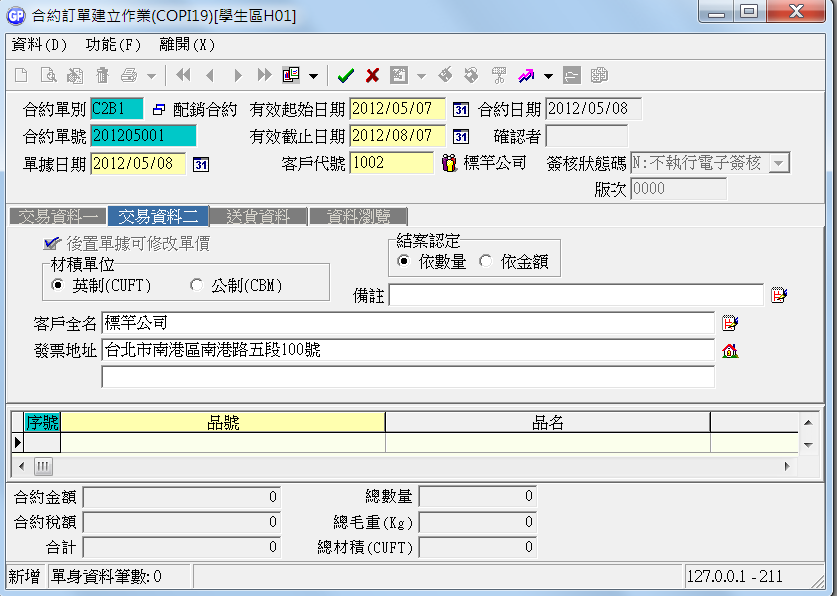 合約訂單建立作業(COPI19)[學生區H01]
資料(D) 功能(F) 離開(X)
合約單別 C2B1 配銷合約 有效起始日期 2012/05/07 31 合約日期 2012/05/08
合約單號 201205001 有效截止日期 2012/08/07 31 確認者
單據日期 2012/05/08 31 客戶代號 1002 標竿公司 簽核狀態碼 N:不執行電子簽核
版次 0000
交易資料一 交易資料二 送貨資料 資料瀏覽
後置單據可修改單價
材積單位
英制(CUFT) 公制(CBM)
結案認定
依數量 依金額
備註
客戶全名 標竿公司
發票地址 台北市南港區南港路五段100號
序號 品號 品名
合約金額 0 總數量 0
合約稅額 0 總毛重(Kg) 0
合計 0 總材積(CUFT) 0
新增 單身資料筆數: 0 127.0.0.1 - 211